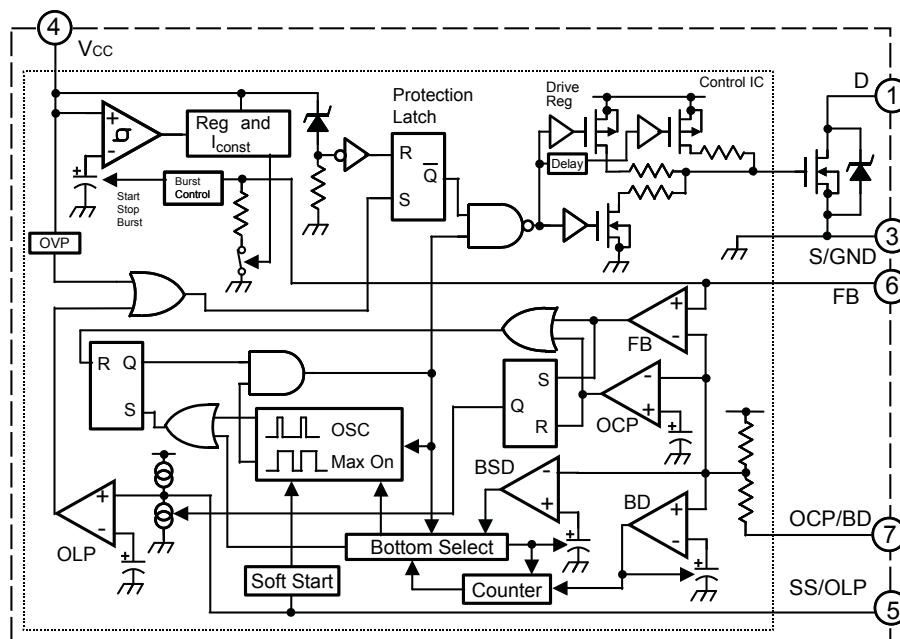 4
VCC
Control IC
D
1
Drive
Reg
Protection
Latch
+
-
Reg and
Iconst
R
Q
S
Delay
+
Burst
Control
Start
Stop
Burst
3
OVP
S/GND
6
FB
+
-
FB
R
Q
S
S
Q
R
-
+
OCP
+
OSC
Max On
BSD
-
+
BD
+
-
+
-
OLP
+
+
+
OCP/BD
7
Bottom Select
Soft Start
Counter
SS/OLP
5